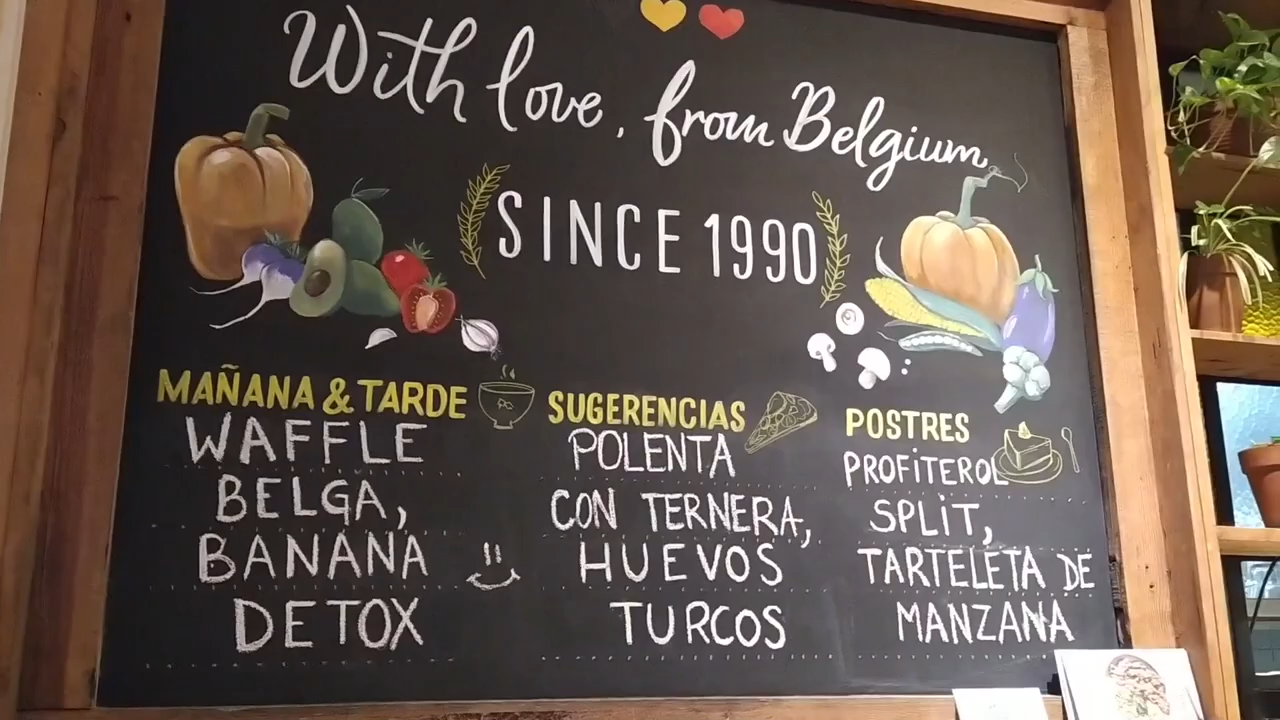 With love, from Belgium
SINCE 1990
MAÑANA & TARDE
WAFFLE
BELGA,
BANANA
DETOX
SUGERENCIAS
POLENTA
CON TERNERA,
HUEVOS
TURCOS
POSTRES
PROFITEROL
SPLIT,
TARTELETA DE
MANZANA